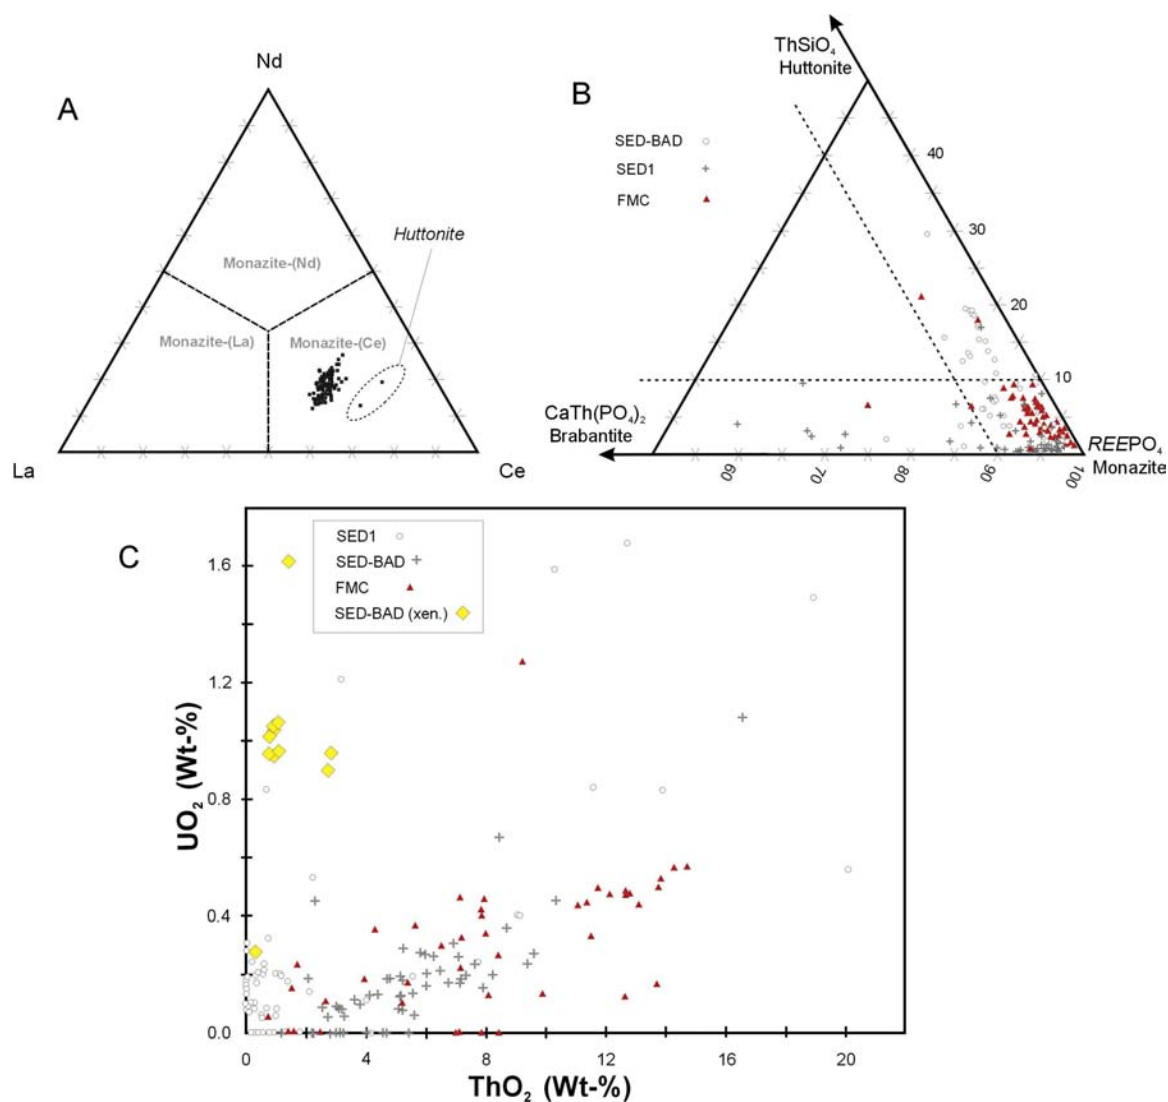 A
Nd
Huttonite
Monazite-(Nd)
Monazite-(La)
Monazite-(Ce)
La
Ce
B
ThSiO₄
Huttonite
SED-BAD
SED1
FMC
40
30
20
10
CaTh(PO₄)₂
Brabantite
REEPO₄
Monazite
60
70
80
90
100
C
SED1
SED-BAD
FMC
SED-BAD (xen.)
1.6
1.2
0.8
0.4
0.0
UO₂ (Wt-%)
0 4 8 12 16 20
ThO₂ (Wt-%)